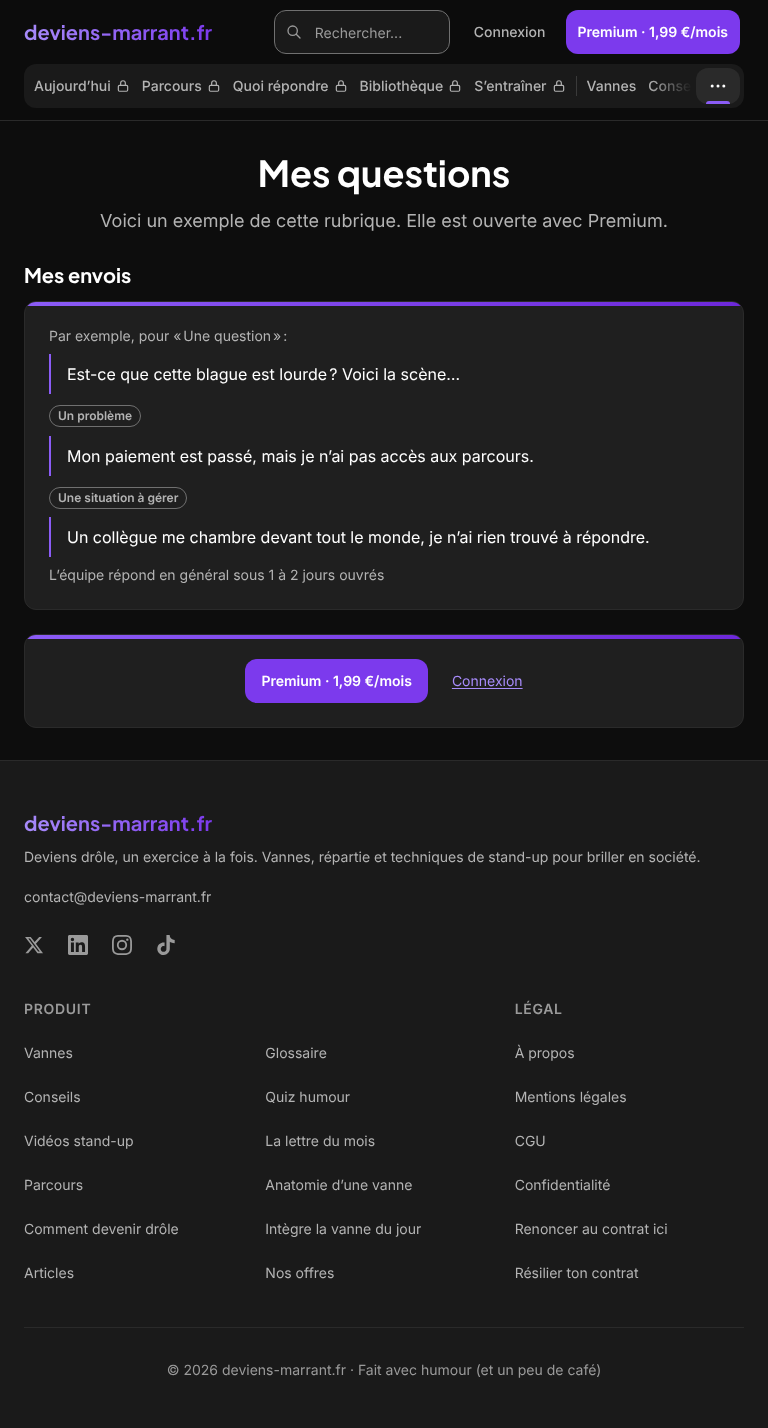 deviens-marrant.fr
Rechercher...
Connexion
Premium · 1,99 €/mois
Aujourd’hui
Parcours
Quoi répondre
Bibliothèque
S’entraîner
Vannes
Conse
Mes questions
Voici un exemple de cette rubrique. Elle est ouverte avec Premium.
Mes envois
Par exemple, pour « Une question » :
Est-ce que cette blague est lourde ? Voici la scène…
Un problème
Mon paiement est passé, mais je n’ai pas accès aux parcours.
Une situation à gérer
Un collègue me chambre devant tout le monde, je n’ai rien trouvé à répondre.
L’équipe répond en général sous 1 à 2 jours ouvrés
Premium · 1,99 €/mois
Connexion
deviens-marrant.fr
Deviens drôle, un exercice à la fois. Vannes, répartie et techniques de stand-up pour briller en société.
contact@deviens-marrant.fr
PRODUIT
Vannes
Conseils
Vidéos stand-up
Parcours
Comment devenir drôle
Articles
Glossaire
Quiz humour
La lettre du mois
Anatomie d’une vanne
Intègre la vanne du jour
Nos offres
LÉGAL
À propos
Mentions légales
CGU
Confidentialité
Renoncer au contrat ici
Résilier ton contrat
© 2026 deviens-marrant.fr · Fait avec humour (et un peu de café)